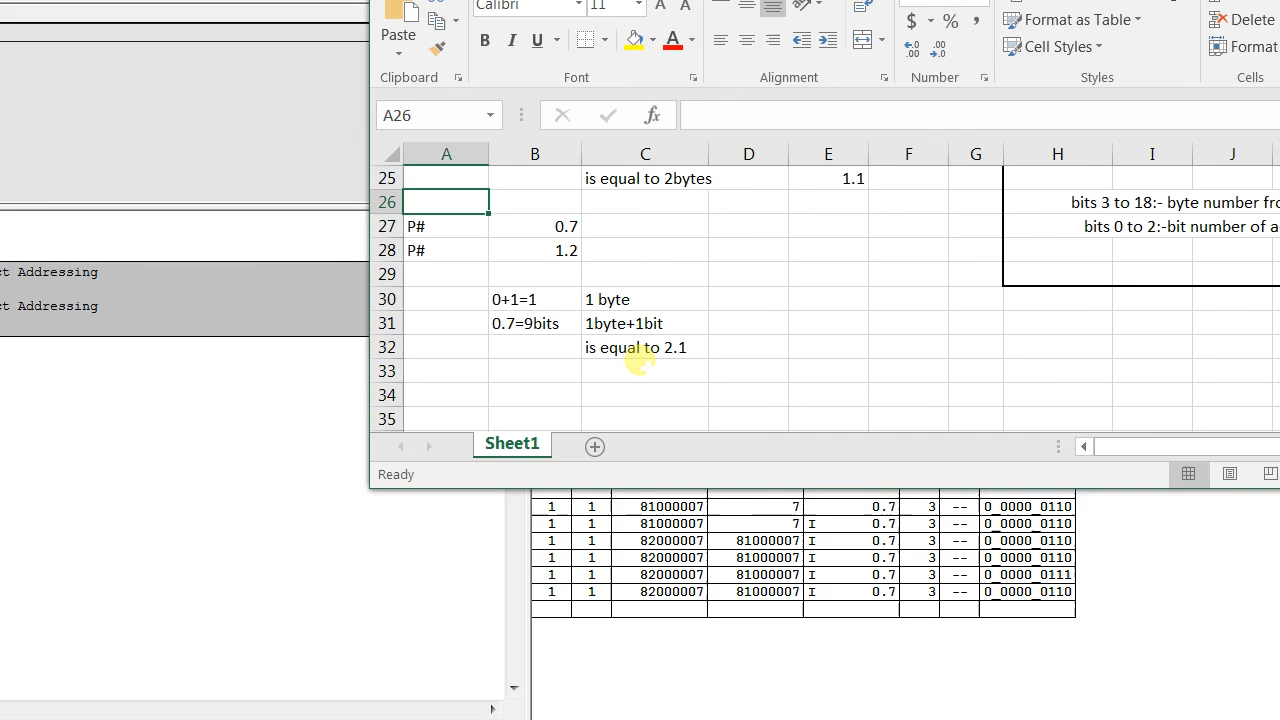 Calibri 11 A A $ % , Format as Table Delete
Paste B I U A Cell Styles Format
Clipboard Font Alignment Number Styles Cells
A26 fx
A B C D E F G H I J
25 is equal to 2bytes 1.1
26 bits 3 to 18:- byte number fro
27 P# 0.7 bits 0 to 2:-bit number of a
28 P# 1.2
29
30 0+1=1 1 byte
31 0.7=9bits 1byte+1bit
32 is equal to 2.1
33
34
35
ct Addressing
ct Addressing
Sheet1
Ready
1 1 81000007 7 0.7 3 -- 0_0000_0110
1 1 81000007 7 I 0.7 3 -- 0_0000_0110
1 1 82000007 81000007 I 0.7 3 -- 0_0000_0110
1 1 82000007 81000007 I 0.7 3 -- 0_0000_0110
1 1 82000007 81000007 I 0.7 3 -- 0_0000_0111
1 1 82000007 81000007 I 0.7 3 -- 0_0000_0110